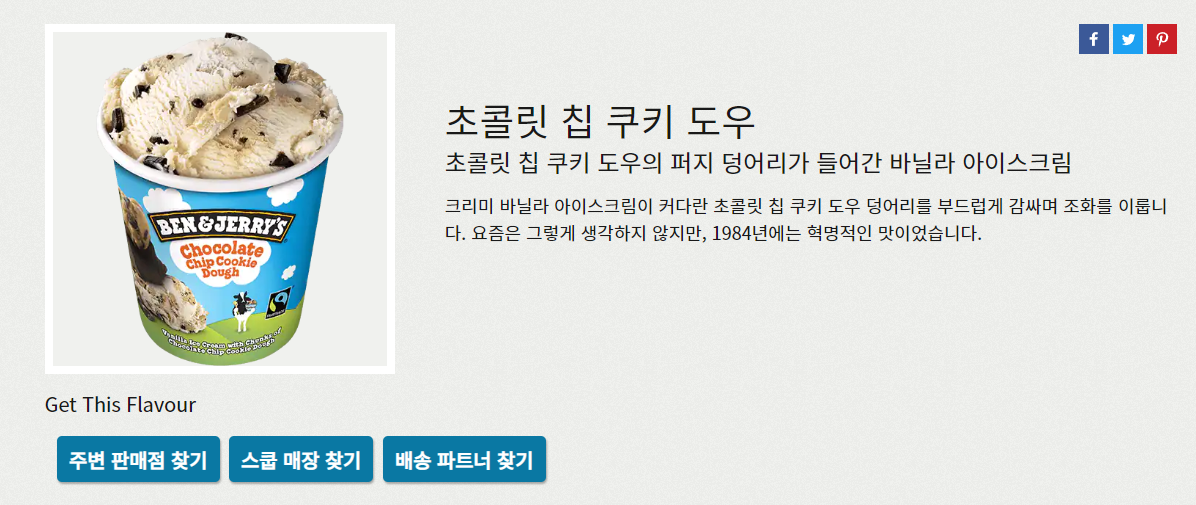 초콜릿 칩 쿠키 도우
초콜릿 칩 쿠키 도우의 퍼지 덩어리가 들어간 바닐라 아이스크림
크리미 바닐라 아이스크림이 커다란 초콜릿 칩 쿠키 도우 덩어리를 부드럽게 감싸며 조화를 이룹니
다. 요즘은 그렇게 생각하지 않지만, 1984년에는 혁명적인 맛이었습니다.
BEN & JERRY'S
Chocolate
Chip Cookie
Dough
Vanilla Ice Cream with Chunks of
Chocolate Chip Cookie Dough
Get This Flavour
주변 판매점 찾기 스쿱 매장 찾기 배송 파트너 찾기